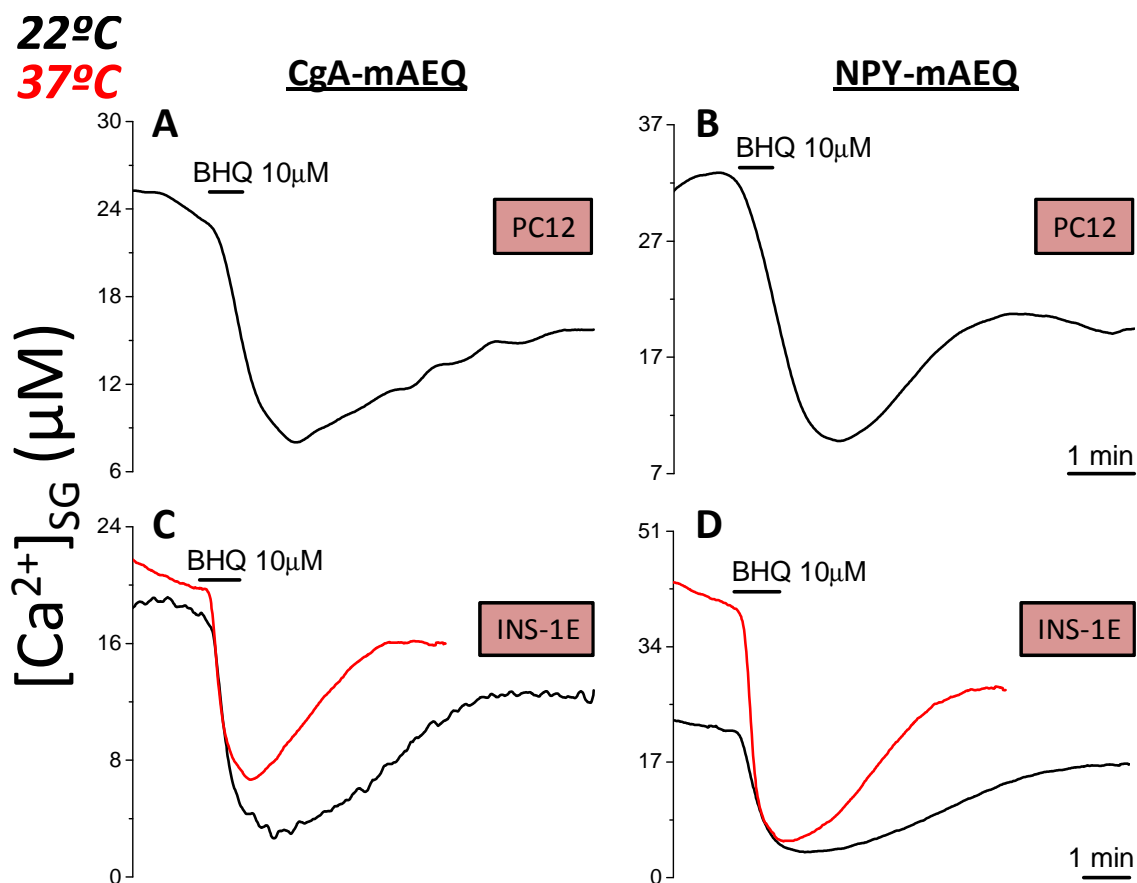 22ºC
37ºC
CgA-mAEQ
NPY-mAEQ
[Ca²⁺]SG (μM)
A
30
24
18
12
6
BHQ 10μM
PC12
B
37
27
17
7
BHQ 10μM
PC12
1 min
C
24
16
8
0
BHQ 10μM
INS-1E
D
51
34
17
0
BHQ 10μM
INS-1E
1 min